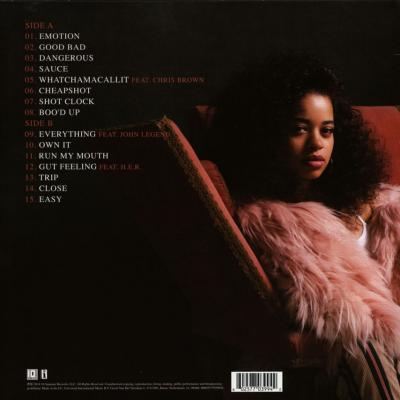 SIDE A
01. EMOTION
02. GOOD BAD
03. DANGEROUS
04. SAUCE
05. WHATCHAMACALLIT FEAT. CHRIS BROWN
06. CHEAPSHOT
07. SHOT CLOCK
08. BOO'D UP
SIDE B
09. EVERYTHING FEAT. JOHN LEGEND
10. OWN IT
11. RUN MY MOUTH
12. GUT FEELING FEAT. H.E.R.
13. TRIP
14. CLOSE
15. EASY